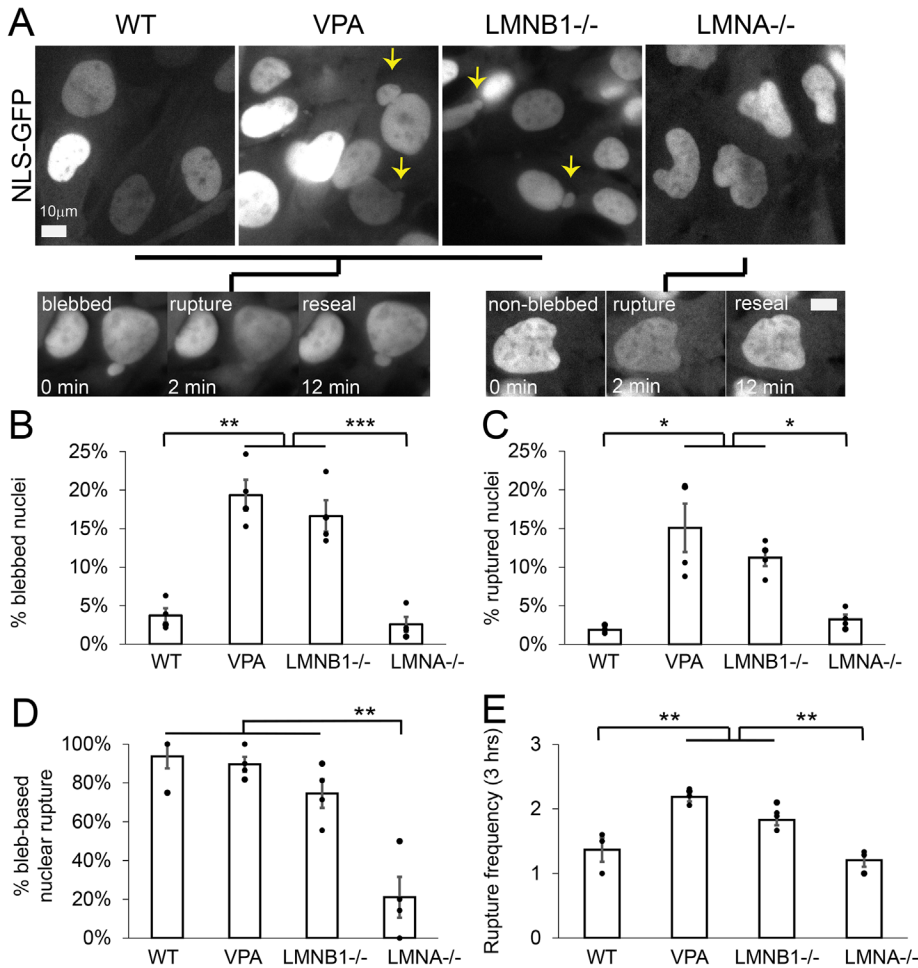 A
WT VPA LMNB1-/- LMNA-/-
NLS-GFP
10μm
blebbed rupture reseal
0 min 2 min 12 min
non-blebbed rupture reseal
0 min 2 min 12 min
B
** ***
% blebbed nuclei
25%
20%
15%
10%
5%
0%
WT VPA LMNB1-/- LMNA-/-
C
* *
% ruptured nuclei
25%
20%
15%
10%
5%
0%
WT VPA LMNB1-/- LMNA-/-
D
**
% bleb-based
nuclear rupture
100%
80%
60%
40%
20%
0%
WT VPA LMNB1-/- LMNA-/-
E
** **
Rupture frequency (3 hrs)
3
2
1
0
WT VPA LMNB1-/- LMNA-/-